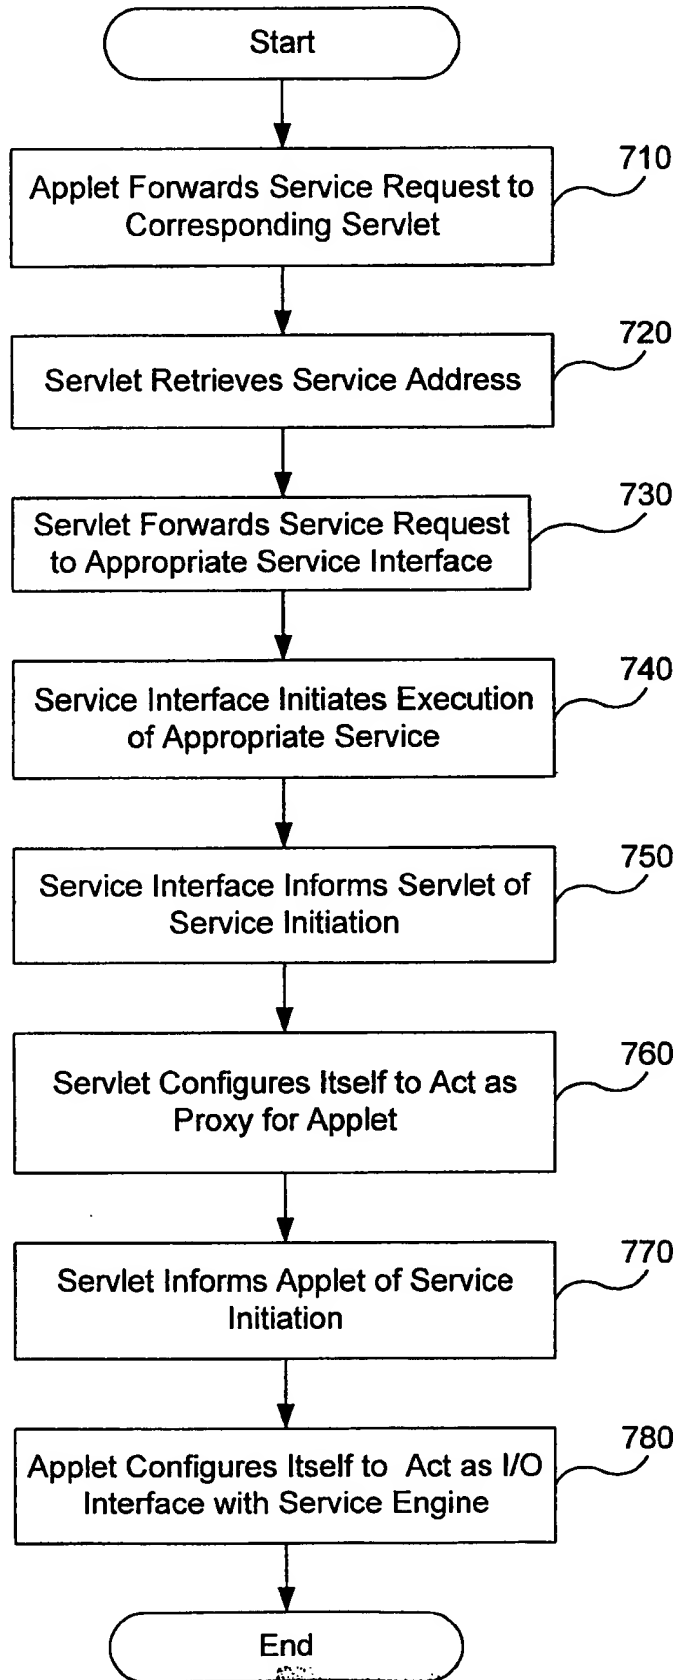 Start
710
Applet Forwards Service Request to
Corresponding Servlet
720
Servlet Retrieves Service Address
730
Servlet Forwards Service Request
to Appropriate Service Interface
740
Service Interface Initiates Execution
of Appropriate Service
750
Service Interface Informs Servlet of
Service Initiation
760
Servlet Configures Itself to Act as
Proxy for Applet
770
Servlet Informs Applet of Service
Initiation
780
Applet Configures Itself to Act as I/O
Interface with Service Engine
End